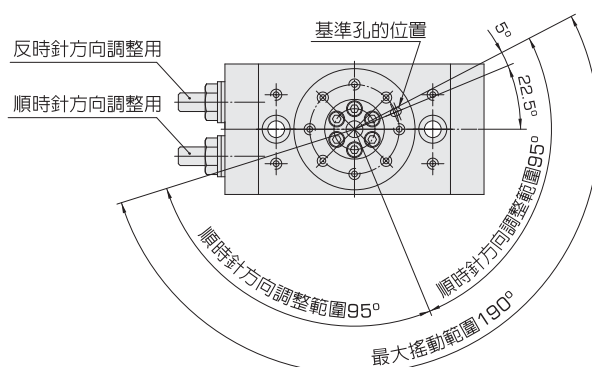 基準孔的位置
反時針方向調整用
順時針方向調整用
5°
22.5°
順時針方向調整範圍95°
順時針方向調整範圍95°
最大搖動範圍190°